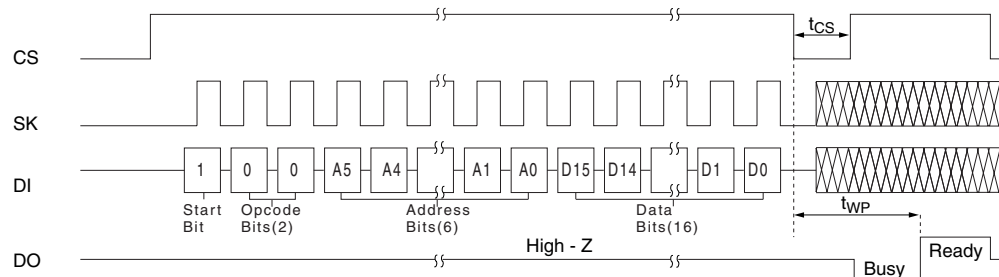 CS
tCS
SK
DI
1 0 0 A5 A4 A1 A0 D15 D14 D1 D0
Start Bit
Opcode Bits(2)
Address Bits(6)
Data Bits(16)
tWP
DO
High - Z
Busy
Ready